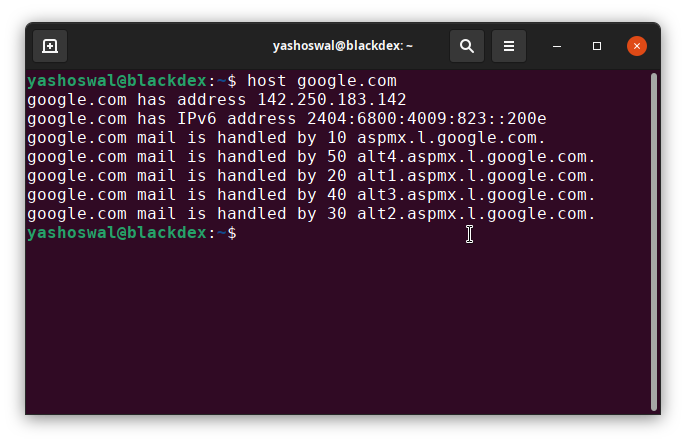 yashoswal@blackdex: ~
yashoswal@blackdex:~$ host google.com
google.com has address 142.250.183.142
google.com has IPv6 address 2404:6800:4009:823::200e
google.com mail is handled by 10 aspmx.l.google.com.
google.com mail is handled by 50 alt4.aspmx.l.google.com.
google.com mail is handled by 20 alt1.aspmx.l.google.com.
google.com mail is handled by 40 alt3.aspmx.l.google.com.
google.com mail is handled by 30 alt2.aspmx.l.google.com.
yashoswal@blackdex:~$